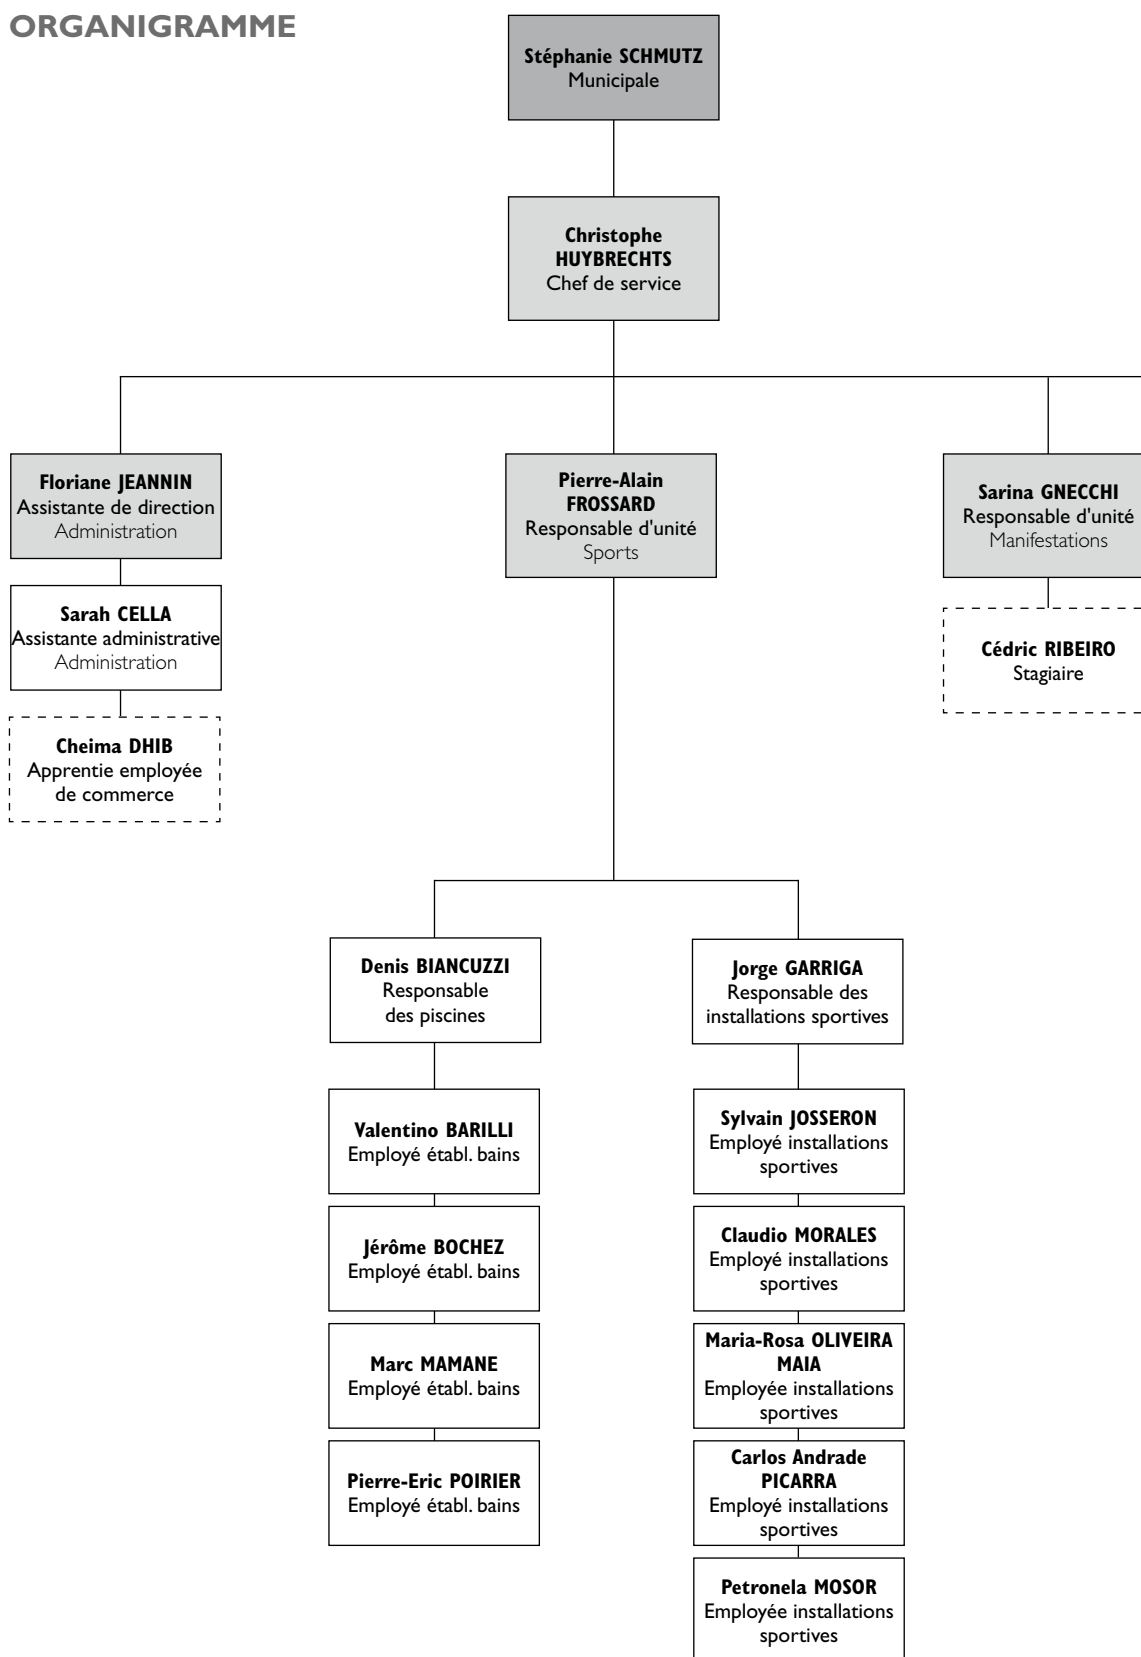 ORGANIGRAMME
Stéphanie SCHMUTZ
Municipale
Christophe
HUYBRECHTS
Chef de service
Floriane JEANNIN
Assistante de direction
Administration
Sarah CELLA
Assistante administrative
Administration
Cheima DHIB
Apprentie employée
de commerce
Pierre-Alain
FROSSARD
Responsable d'unité
Sports
Sarina GNECCHI
Responsable d'unité
Manifestations
Cédric RIBEIRO
Stagiaire
Denis BIANCUZZI
Responsable
des piscines
Valentino BARILLI
Employé établ. bains
Jérôme BOCHEZ
Employé établ. bains
Marc MAMANE
Employé établ. bains
Pierre-Eric POIRIER
Employé établ. bains
Jorge GARRIGA
Responsable des
installations sportives
Sylvain JOSSERON
Employé installations
sportives
Claudio MORALES
Employé installations
sportives
Maria-Rosa OLIVEIRA
MAIA
Employée installations
sportives
Carlos Andrade
PICARRA
Employé installations
sportives
Petronela MOSOR
Employée installations
sportives